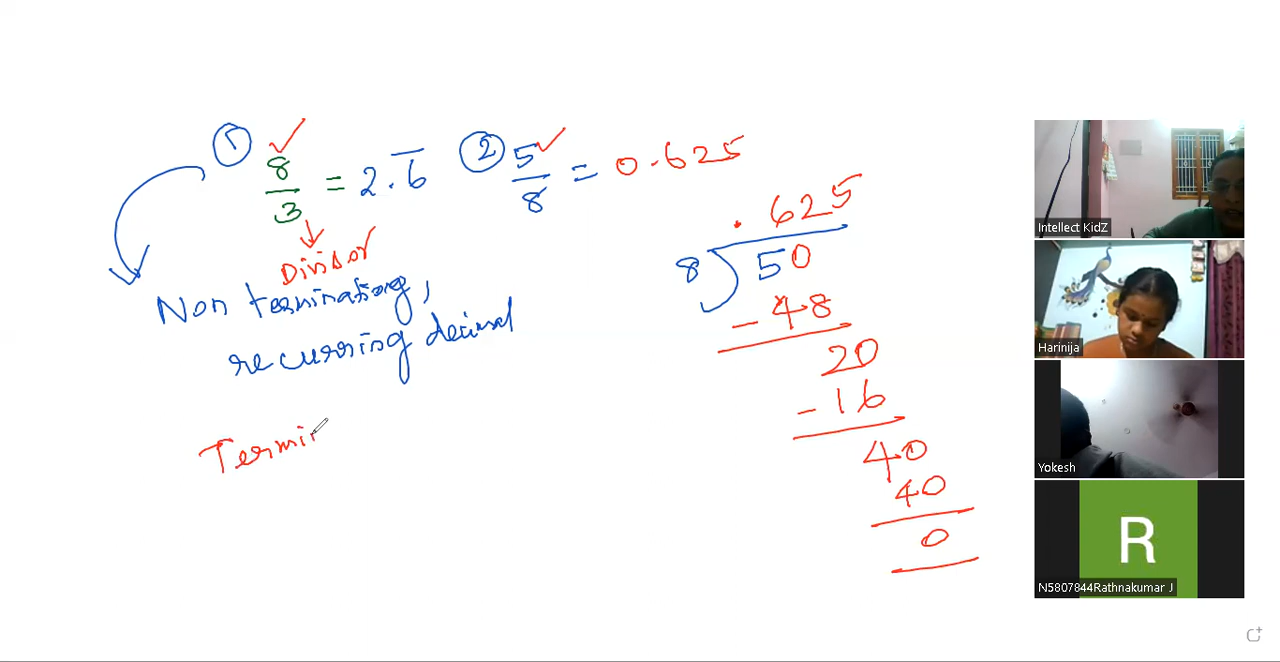 ① 8/3 = 2.6̅
Divisor
Non terminating,
recurring decimal
② 5/8 = 0.625
.625
8 50
- 48
20
- 16
40
40
0
Termin
Intellect KidZ
Harinija
Yokesh
R
N5807844Rathnakumar J